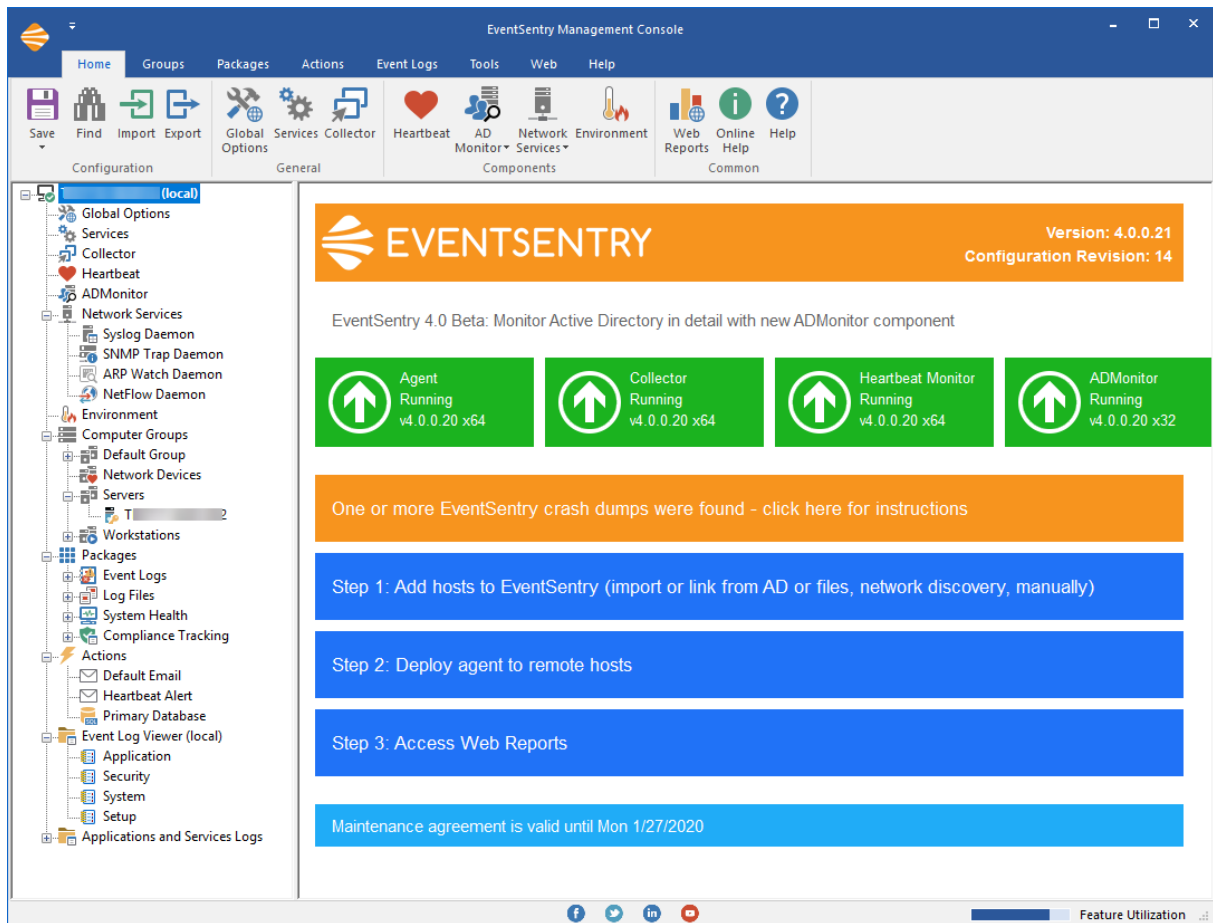 EventSentry Management Console
Home Groups Packages Actions Event Logs Tools Web Help
Save Find Import Export
Configuration
Global Options Services Collector
General
Heartbeat AD Monitor Network Services Environment
Components
Web Reports Online Help Help
Common
(local)
Global Options
Services
Collector
Heartbeat
ADMonitor
Network Services
Syslog Daemon
SNMP Trap Daemon
ARP Watch Daemon
NetFlow Daemon
Environment
Computer Groups
Default Group
Network Devices
Servers
T 2
Workstations
Packages
Event Logs
Log Files
System Health
Compliance Tracking
Actions
Default Email
Heartbeat Alert
Primary Database
Event Log Viewer (local)
Application
Security
System
Setup
Applications and Services Logs
EVENTSENTRY
Version: 4.0.0.21
Configuration Revision: 14
EventSentry 4.0 Beta: Monitor Active Directory in detail with new ADMonitor component
Agent
Running
v4.0.0.20 x64
Collector
Running
v4.0.0.20 x64
Heartbeat Monitor
Running
v4.0.0.20 x64
ADMonitor
Running
v4.0.0.20 x32
One or more EventSentry crash dumps were found - click here for instructions
Step 1: Add hosts to EventSentry (import or link from AD or files, network discovery, manually)
Step 2: Deploy agent to remote hosts
Step 3: Access Web Reports
Maintenance agreement is valid until Mon 1/27/2020
Feature Utilization